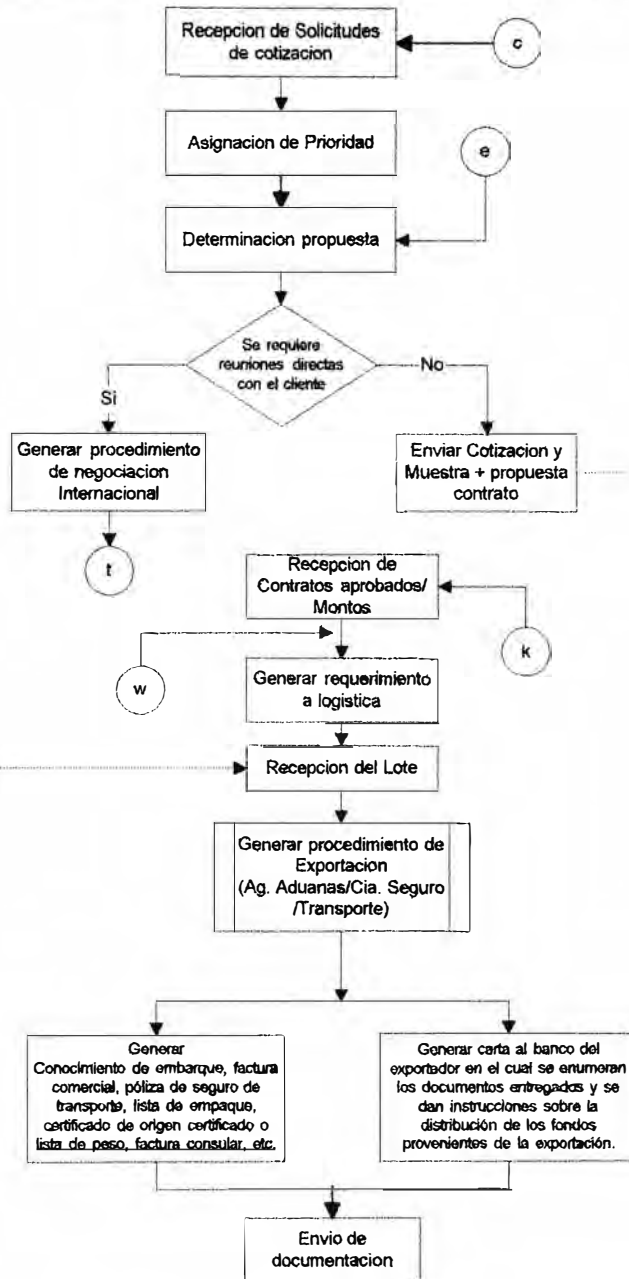 Recepcion de Solicitudes
de cotizacion
c
Asignacion de Prioridad
e
Determinacion propuesta
Se requiere
reuniones directas
con el cliente
Si
No
Generar procedimiento
de negociacion
Internacional
Enviar Cotizacion y
Muestra + propuesta
contrato
t
Recepcion de
Contratos aprobados/
Montos
k
w
Generar requerimiento
a logistica
Recepcion del Lote
Generar procedimiento de
Exportacion
(Ag. Aduanas/Cia. Seguro
/Transporte)
Generar
Conocimiento de embarque, factura
comercial, póliza de seguro de
transporte, lista de empaque,
certificado de origen certificado o
lista de peso, factura consular, etc.
Generar carta al banco del
exportador en el cual se enumeran
los documentos entregados y se
dan instrucciones sobre la
distribución de los fondos
provenientes de la exportación.
Envio de
documentacion